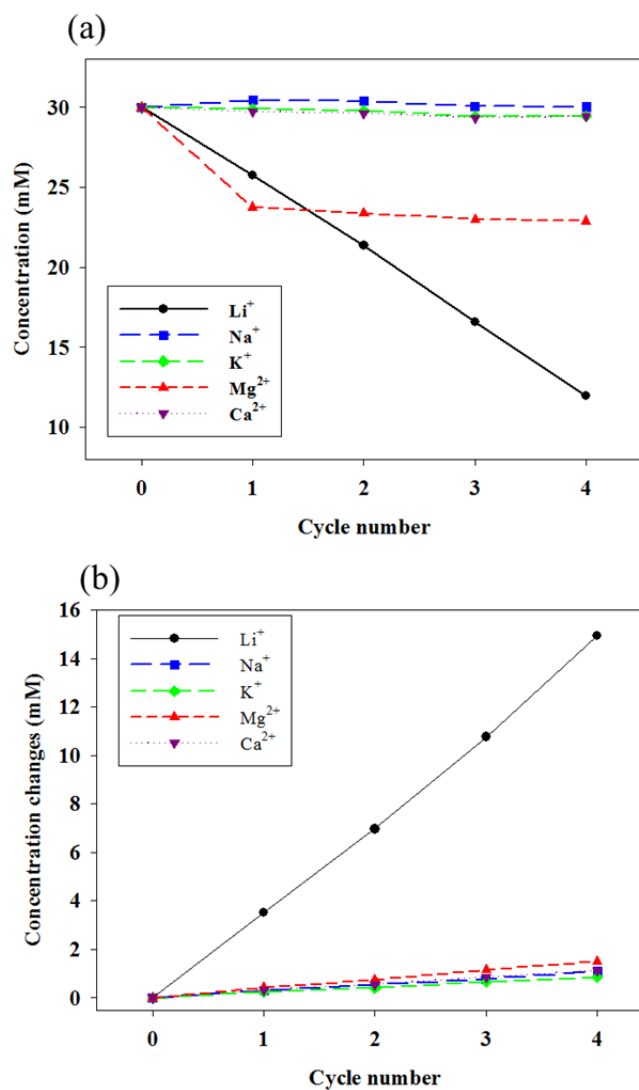 (a)
Concentration (mM)
30
25
20
15
10
Li⁺
Na⁺
K⁺
Mg²⁺
Ca²⁺
0 1 2 3 4
Cycle number
(b)
Concentration changes (mM)
16
14
12
10
8
6
4
2
0
Li⁺
Na⁺
K⁺
Mg²⁺
Ca²⁺
0 1 2 3 4
Cycle number